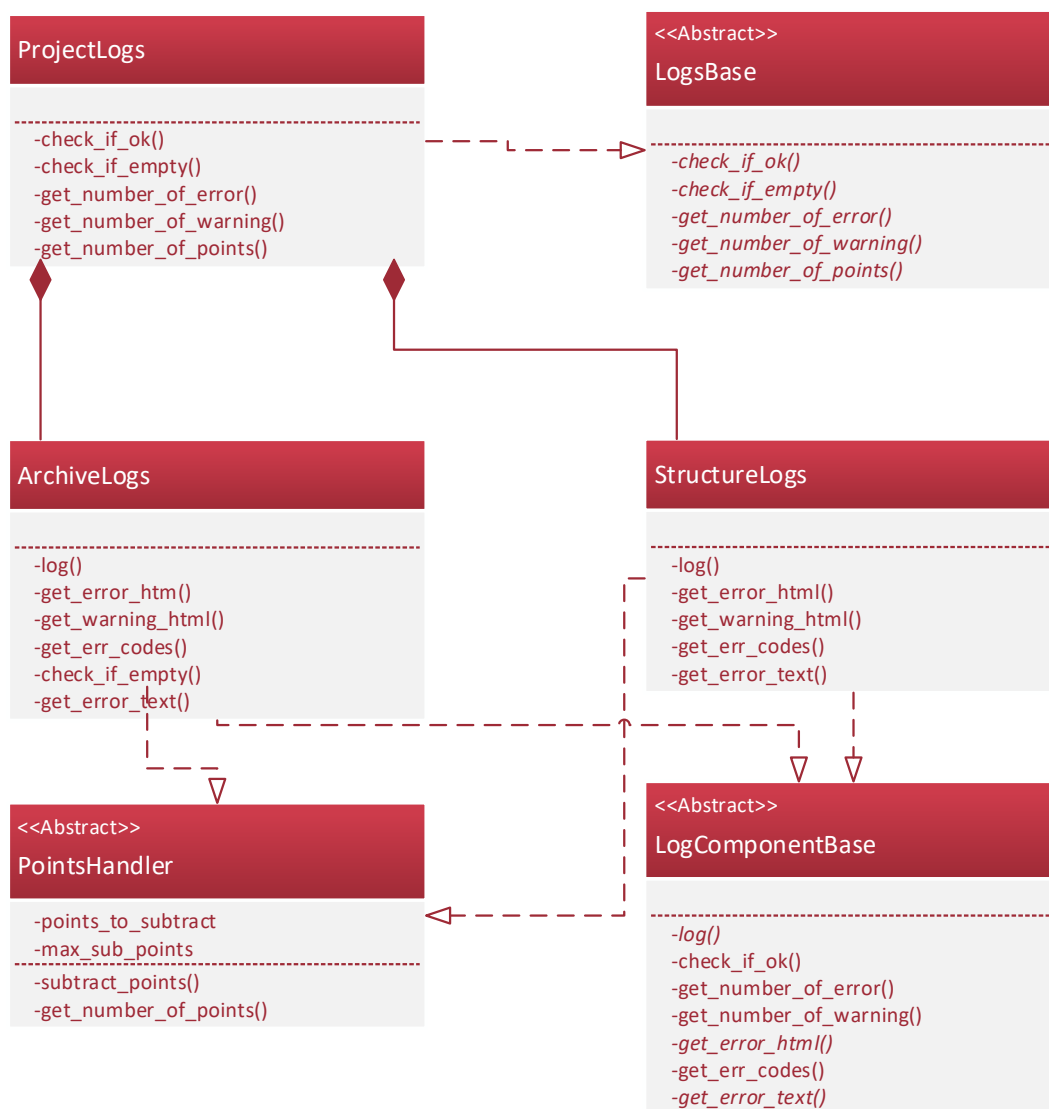 ProjectLogs
-check_if_ok()
-check_if_empty()
-get_number_of_error()
-get_number_of_warning()
-get_number_of_points()
<<Abstract>>
LogsBase
-check_if_ok()
-check_if_empty()
-get_number_of_error()
-get_number_of_warning()
-get_number_of_points()
ArchiveLogs
-log()
-get_error_htm()
-get_warning_html()
-get_err_codes()
-check_if_empty()
-get_error_text()
StructureLogs
-log()
-get_error_html()
-get_warning_html()
-get_err_codes()
-get_error_text()
<<Abstract>>
PointsHandler
-points_to_subtract
-max_sub_points
-subtract_points()
-get_number_of_points()
<<Abstract>>
LogComponentBase
-log()
-check_if_ok()
-get_number_of_error()
-get_number_of_warning()
-get_error_html()
-get_err_codes()
-get_error_text()